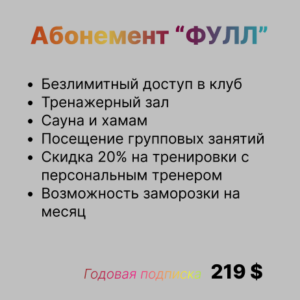 Абонемент “ФУЛЛ”
• Безлимитный доступ в клуб
• Тренажерный зал
• Сауна и хамам
• Посещение групповых занятий
• Скидка 20% на тренировки с
персональным тренером
• Возможность заморозки на
месяц
Годовая подписка 219 $